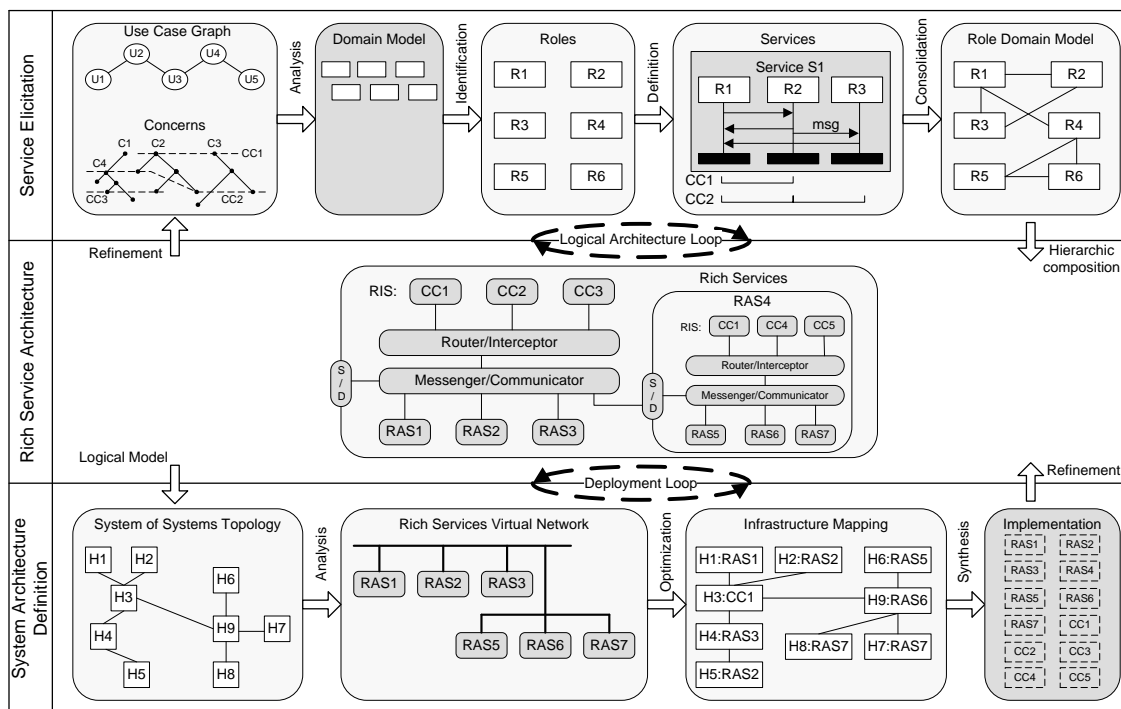 Service Elicitation
Use Case Graph
U1
U2
U3
U4
U5
Concerns
C1
C2
C3
CC1
C4
CC3
CC2
Analysis
Domain Model
Identification
Roles
R1
R2
R3
R4
R5
R6
Definition
Services
Service S1
R1
R2
R3
msg
CC1
CC2
Consolidation
Role Domain Model
R1
R2
R3
R4
R5
R6
Refinement
Logical Architecture Loop
Hierarchic
composition
Rich Service Architecture
Rich Services
RIS:
CC1
CC2
CC3
Router/Interceptor
S
/
D
Messenger/Communicator
RAS1
RAS2
RAS3
RAS4
RIS:
CC1
CC4
CC5
Router/Interceptor
S
/
D
Messenger/Communicator
RAS5
RAS6
RAS7
Logical Model
Deployment Loop
Refinement
System Architecture
Definition
System of Systems Topology
H1
H2
H3
H6
H4
H9
H7
H5
H8
Analysis
Rich Services Virtual Network
RAS1
RAS2
RAS3
RAS5
RAS6
RAS7
Optimization
Infrastructure Mapping
H1:RAS1
H2:RAS2
H6:RAS5
H3:CC1
H9:RAS6
H4:RAS3
H8:RAS7
H7:RAS7
H5:RAS2
Synthesis
Implementation
RAS1
RAS2
RAS3
RAS4
RAS5
RAS6
RAS7
CC1
CC2
CC3
CC4
CC5